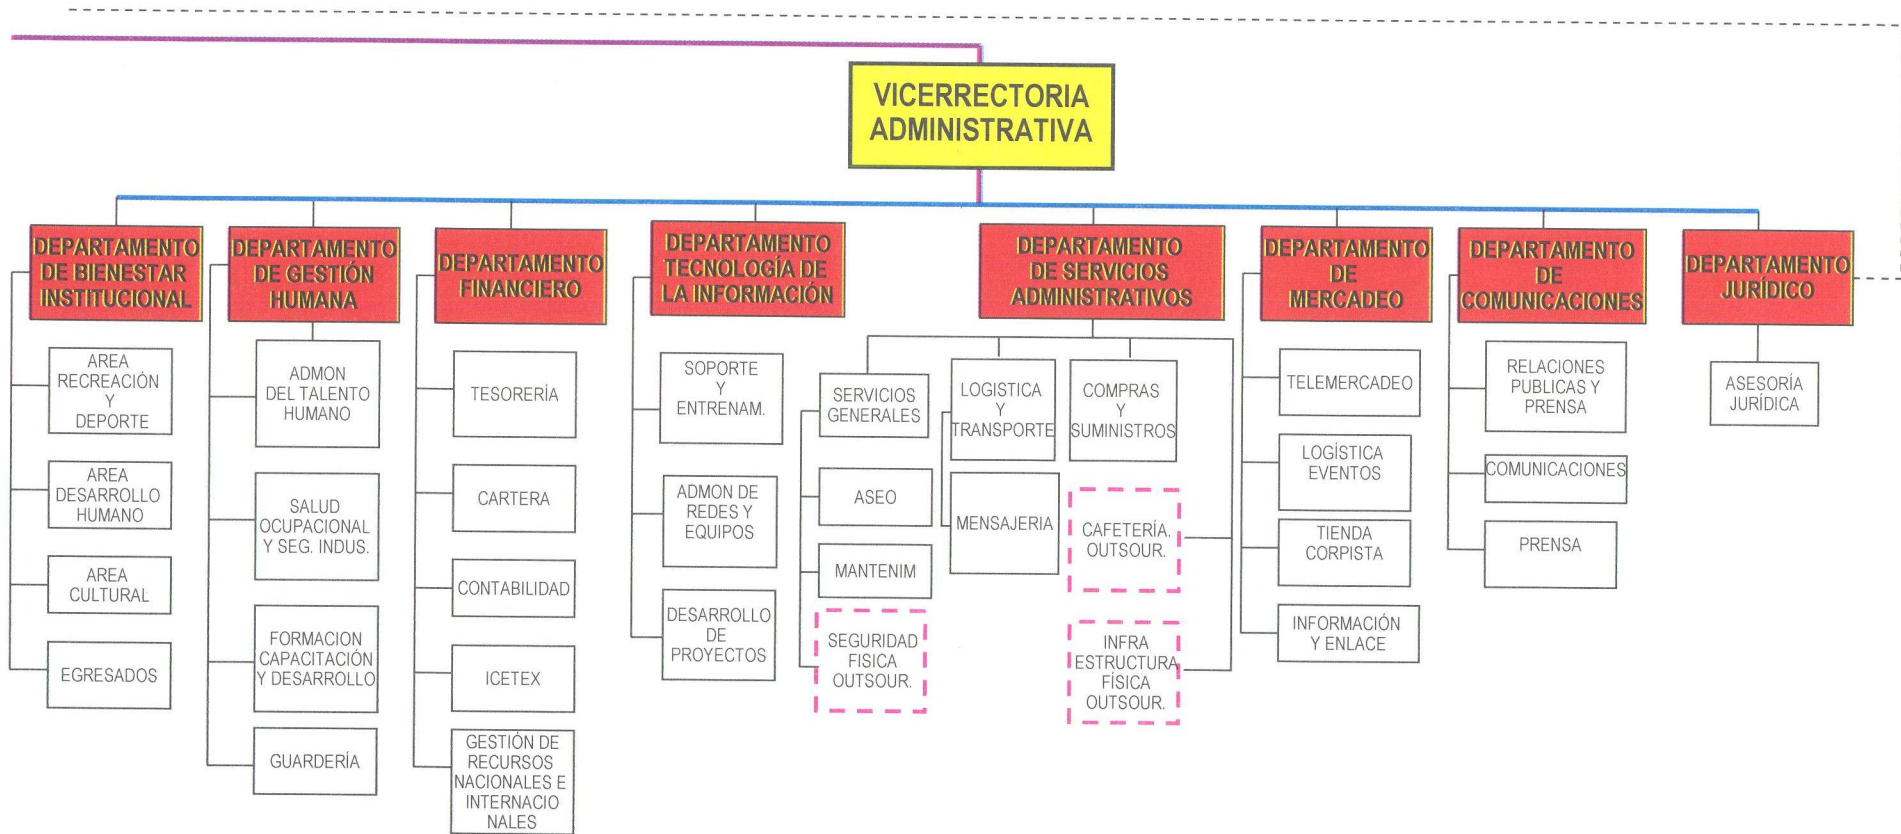 VICERRECTORIA
ADMINISTRATIVA
DEPARTAMENTO
DE BIENESTAR
INSTITUCIONAL
AREA
RECREACIÓN
Y
DEPORTE
AREA
DESARROLLO
HUMANO
AREA
CULTURAL
EGRESADOS
DEPARTAMENTO
DE GESTIÓN
HUMANA
ADMON
DEL TALENTO
HUMANO
SALUD
OCUPACIONAL
Y SEG. INDUS.
FORMACION
CAPACITACIÓN
Y DESARROLLO
GUARDERÍA
DEPARTAMENTO
FINANCIERO
TESORERÍA
CARTERA
CONTABILIDAD
ICETEX
GESTIÓN DE
RECURSOS
NACIONALES E
INTERNACIO
NALES
DEPARTAMENTO
TECNOLOGÍA DE
LA INFORMACIÓN
SOPORTE
Y
ENTRENAM.
ADMON DE
REDES Y
EQUIPOS
DESARROLLO
DE
PROYECTOS
DEPARTAMENTO
DE SERVICIOS
ADMINISTRATIVOS
SERVICIOS
GENERALES
ASEO
MANTENIM
SEGURIDAD
FISICA
OUTSOUR.
LOGISTICA
Y
TRANSPORTE
MENSAJERIA
COMPRAS
Y
SUMINISTROS
CAFETERÍA.
OUTSOUR.
INFRA
ESTRUCTURA
FÍSICA
OUTSOUR.
DEPARTAMENTO
DE
MERCADEO
TELEMERCADEO
LOGÍSTICA
EVENTOS
TIENDA
CORPISTA
INFORMACIÓN
Y ENLACE
DEPARTAMENTO
DE
COMUNICACIONES
RELACIONES
PUBLICAS Y
PRENSA
COMUNICACIONES
PRENSA
DEPARTAMENTO
JURÍDICO
ASESORÍA
JURÍDICA